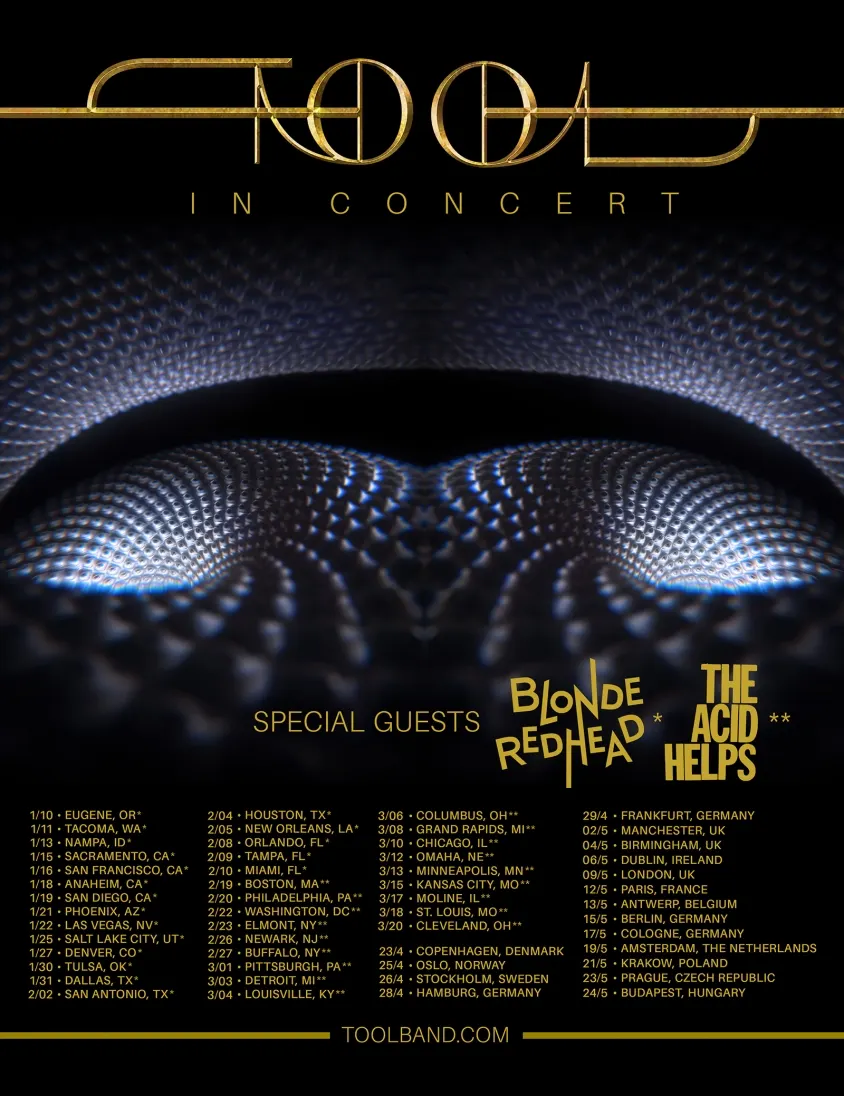 TOOL
IN CONCERT
SPECIAL GUESTS
BLONDE
REDHEAD *
THE
ACID
HELPS **
1/10 • EUGENE, OR*
1/11 • TACOMA, WA*
1/13 • NAMPA, ID*
1/15 • SACRAMENTO, CA*
1/16 • SAN FRANCISCO, CA*
1/18 • ANAHEIM, CA*
1/19 • SAN DIEGO, CA*
1/21 • PHOENIX, AZ*
1/22 • LAS VEGAS, NV*
1/25 • SALT LAKE CITY, UT*
1/27 • DENVER, CO*
1/30 • TULSA, OK*
1/31 • DALLAS, TX*
2/02 • SAN ANTONIO, TX*
2/04 • HOUSTON, TX*
2/05 • NEW ORLEANS, LA*
2/08 • ORLANDO, FL*
2/09 • TAMPA, FL*
2/10 • MIAMI, FL*
2/19 • BOSTON, MA**
2/20 • PHILADELPHIA, PA**
2/22 • WASHINGTON, DC**
2/23 • ELMONT, NY**
2/26 • NEWARK, NJ**
2/27 • BUFFALO, NY**
3/01 • PITTSBURGH, PA**
3/03 • DETROIT, MI**
3/04 • LOUISVILLE, KY**
3/06 • COLUMBUS, OH**
3/08 • GRAND RAPIDS, MI**
3/10 • CHICAGO, IL**
3/12 • OMAHA, NE**
3/13 • MINNEAPOLIS, MN**
3/15 • KANSAS CITY, MO**
3/17 • MOLINE, IL**
3/18 • ST. LOUIS, MO**
3/20 • CLEVELAND, OH**
23/4 • COPENHAGEN, DENMARK
25/4 • OSLO, NORWAY
26/4 • STOCKHOLM, SWEDEN
28/4 • HAMBURG, GERMANY
29/4 • FRANKFURT, GERMANY
02/5 • MANCHESTER, UK
04/5 • BIRMINGHAM, UK
06/5 • DUBLIN, IRELAND
09/5 • LONDON, UK
12/5 • PARIS, FRANCE
13/5 • ANTWERP, BELGIUM
15/5 • BERLIN, GERMANY
17/5 • COLOGNE, GERMANY
19/5 • AMSTERDAM, THE NETHERLANDS
21/5 • KRAKOW, POLAND
23/5 • PRAGUE, CZECH REPUBLIC
24/5 • BUDAPEST, HUNGARY
TOOLBAND.COM